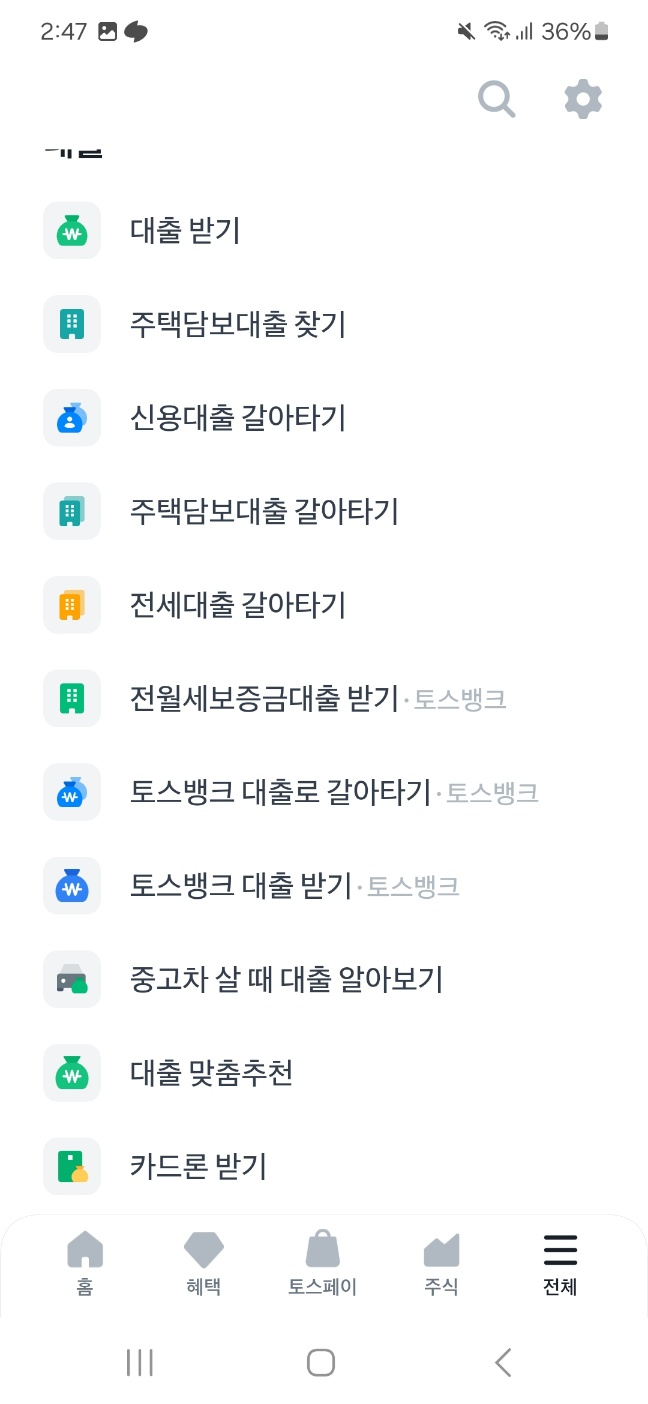 2:47 36%
대출 받기
주택담보대출 찾기
신용대출 갈아타기
주택담보대출 갈아타기
전세대출 갈아타기
전월세보증금대출 받기 · 토스뱅크
토스뱅크 대출로 갈아타기 · 토스뱅크
토스뱅크 대출 받기 · 토스뱅크
중고차 살 때 대출 알아보기
대출 맞춤추천
카드론 받기
홈 혜택 토스페이 주식 전체